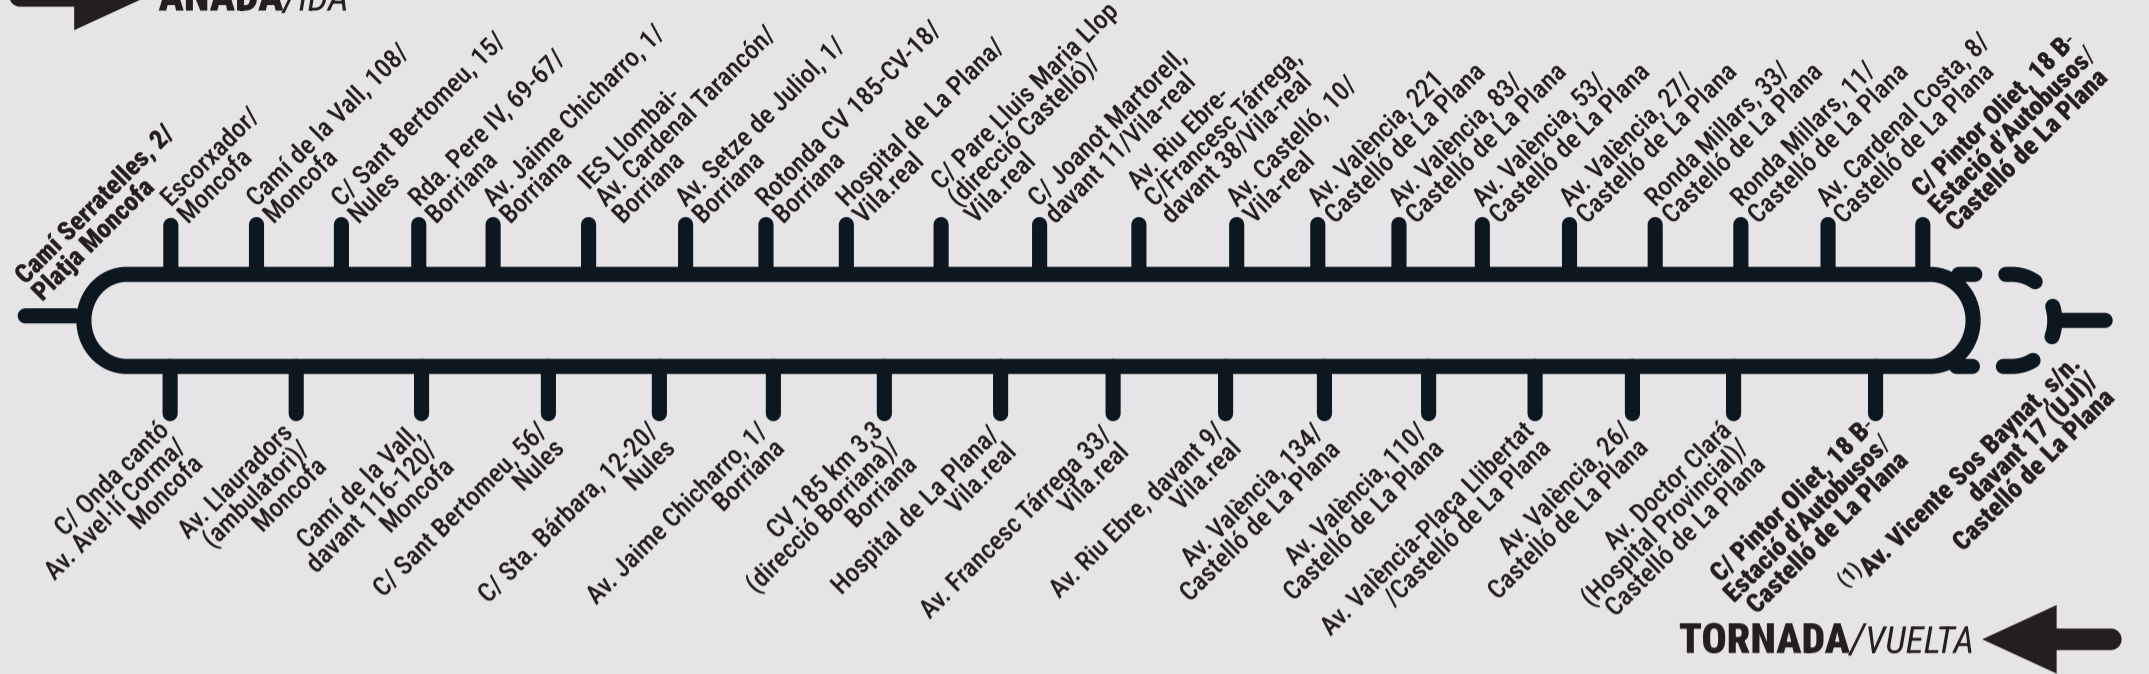 ANADA/IDA
Camí Serratelles, 2/
Platja Moncofa
Escorxador/
Moncofa
Camí de la Vall, 108/
Moncofa
C/ Sant Bertomeu, 15/
Nules
Rda. Pere IV, 69-67/
Borriana
Av. Jaime Chicharro, 1/
Borriana
IES Llombai-
Av. Cardenal Tarancón/
Borriana
Av. Setze de Juliol, 1/
Borriana
Rotonda CV 185-CV-18/
Borriana
Hospital de La Plana/
Vila.real
C/ Pare Lluis Maria Llop
(direcció Castelló)/
Vila.real
C/ Joanot Martorell,
davant 11/Vila-real
Av. Riu Ebre-
C/Francesc Tárrega,
davant 38/Vila-real
Av. Castelló, 10/
Vila-real
Av. València, 221
Castelló de La Plana
Av. València, 83/
Castelló de La Plana
Av. València, 53/
Castelló de La Plana
Av. València, 27/
Castelló de La Plana
Ronda Millars, 33/
Castelló de La Plana
Ronda Millars, 11/
Castelló de La Plana
Av. Cardenal Costa, 8/
Castelló de La Plana
C/ Pintor Oliet, 18 B-
Estació d'Autobusos/
Castelló de La Plana
C/ Onda cantó
Av. Avel·lí Corma/
Moncofa
Av. Llauradors
(ambulatori)/
Moncofa
Camí de la Vall,
davant 116-120/
Moncofa
C/ Sant Bertomeu, 56/
Nules
C/ Sta. Bárbara, 12-20/
Nules
Av. Jaime Chicharro, 1/
Borriana
CV 185 km 3,3
(direcció Borriana)/
Borriana
Hospital de La Plana/
Vila.real
Av. Francesc Tárrega 33/
Vila.real
Av. Riu Ebre, davant 9/
Vila.real
Av. València, 134/
Castelló de La Plana
Av. València, 110/
Castelló de La Plana
Av. València-Plaça Llibertat
/Castelló de La Plana
Av. València, 26/
Castelló de La Plana
Av. Doctor Clará
(Hospital Provincial)/
Castelló de La Plana
C/ Pintor Oliet, 18 B-
Estació d'Autobusos/
Castelló de La Plana
(1)Av. Vicente Sos Baynat, s/n.
davant 17 (UJI)/
Castelló de La Plana
TORNADA/VUELTA